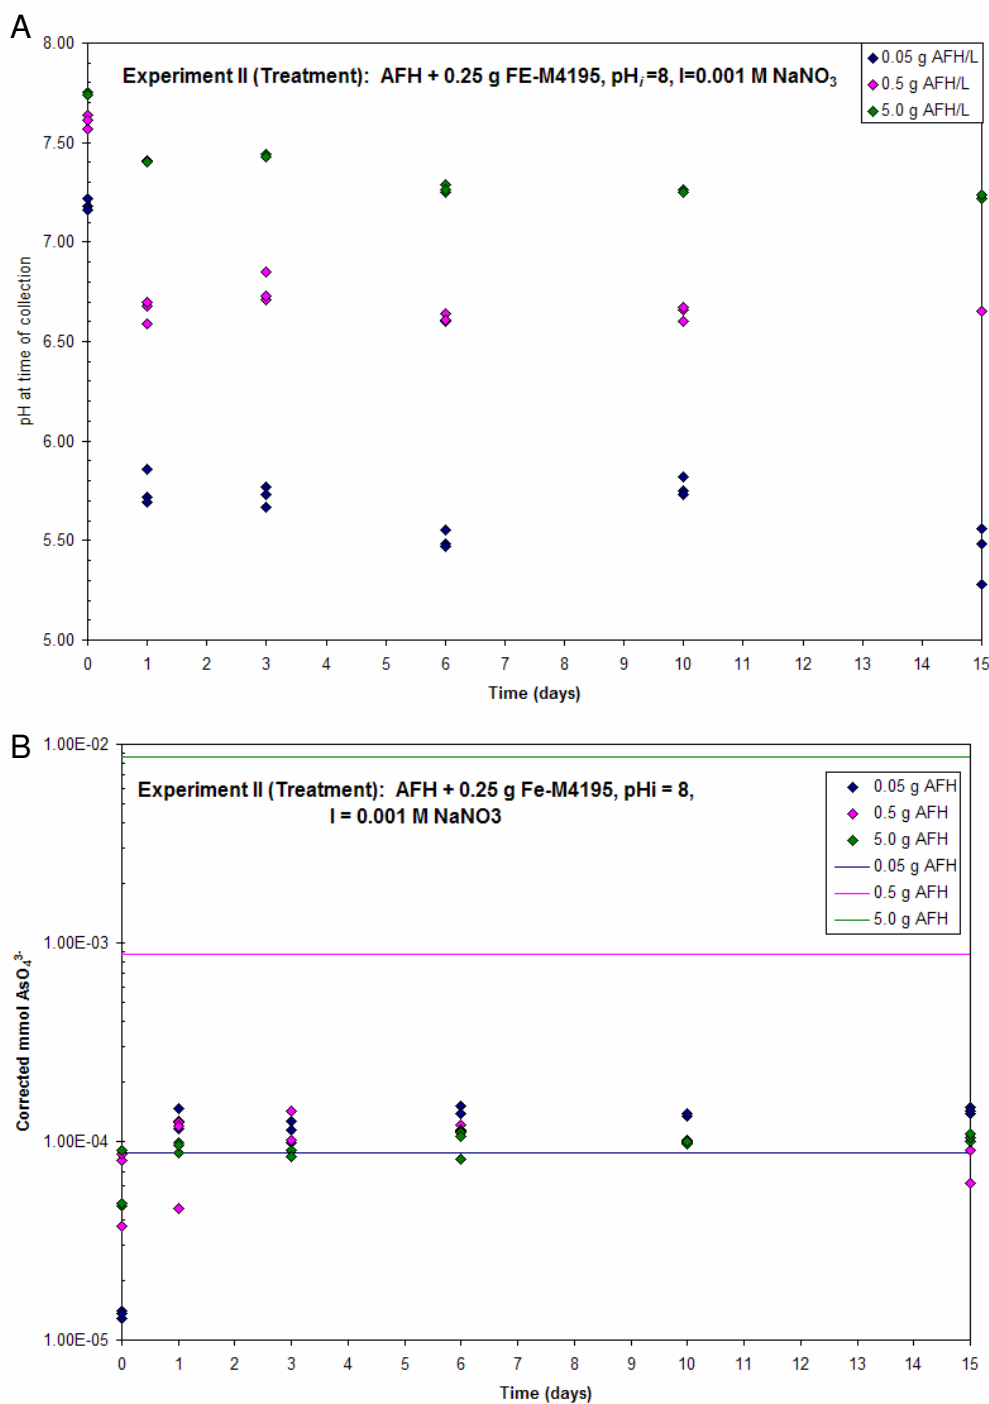 A
Experiment II (Treatment): AFH + 0.25 g FE-M4195, pHi =8, I=0.001 M NaNO3
0.05 g AFH/L
0.5 g AFH/L
5.0 g AFH/L
8.00
7.50
7.00
6.50
6.00
5.50
5.00
pH at time of collection
0 1 2 3 4 5 6 7 8 9 10 11 12 13 14 15
Time (days)
B
Experiment II (Treatment): AFH + 0.25 g Fe-M4195, pHi = 8,
I = 0.001 M NaNO3
0.05 g AFH
0.5 g AFH
5.0 g AFH
0.05 g AFH
0.5 g AFH
5.0 g AFH
1.00E-02
1.00E-03
1.00E-04
1.00E-05
Corrected mmol AsO43-
0 1 2 3 4 5 6 7 8 9 10 11 12 13 14 15
Time (days)